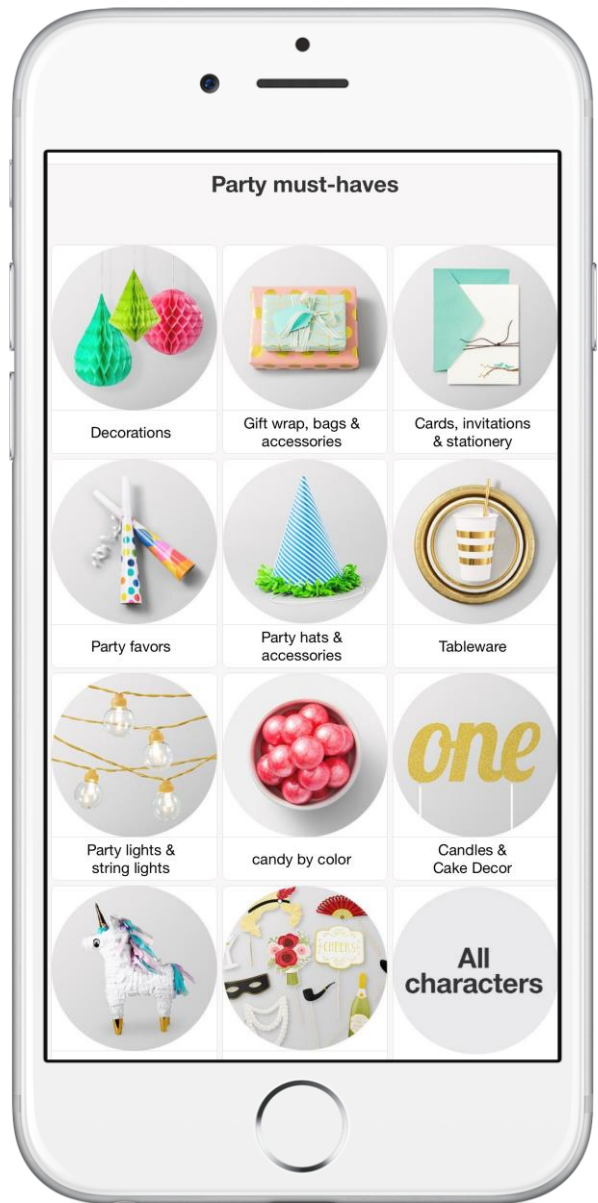 Party must-haves
Decorations
Gift wrap, bags &
accessories
Cards, invitations
& stationery
Party favors
Party hats &
accessories
Tableware
Party lights &
string lights
candy by color
one
Candles &
Cake Decor
CHEERS
All
characters